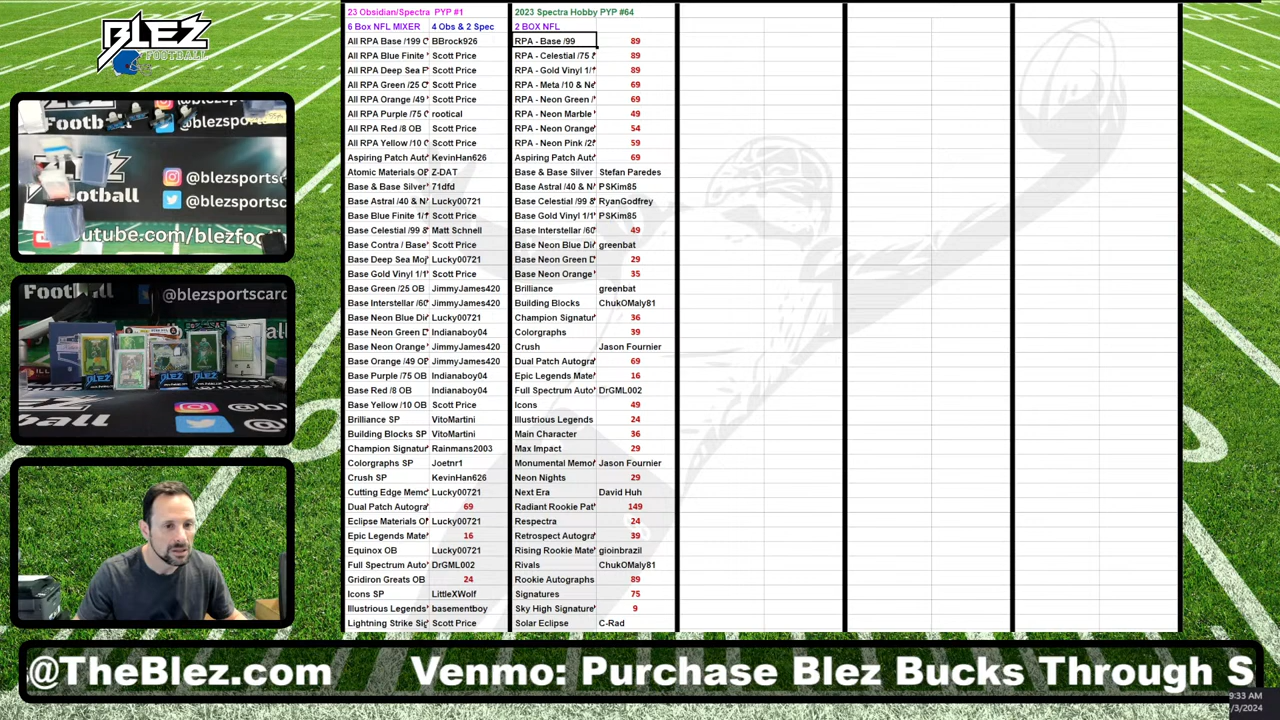 BLEZ
FOOTBALL
Football
@blezsports
Football
@blezsportsc
youtube.com/blezfootb
Football
@blezsportscard
BLEZ
23 Obsidian/Spectra PYP #1
6 Box NFL MIXER 4 Obs & 2 Spec
All RPA Base /199 BBrock926
All RPA Blue Finite Scott Price
All RPA Deep Sea Scott Price
All RPA Green /25 Scott Price
All RPA Orange /49 Scott Price
All RPA Purple /75 rootical
All RPA Red /8 OB Scott Price
All RPA Yellow /10 Scott Price
Aspiring Patch Aut KevinHan626
Atomic Materials OB Z-DAT
Base & Base Silver 71dfd
Base Astral /40 & N Lucky00721
Base Blue Finite 1/1 Scott Price
Base Celestial /99 & Matt Schnell
Base Contra / Base Scott Price
Base Deep Sea Moj Lucky00721
Base Gold Vinyl 1/1 Scott Price
Base Green /25 OB JimmyJames420
Base Interstellar /60 JimmyJames420
Base Neon Blue Di Lucky00721
Base Neon Green D Indianaboy04
Base Neon Orange JimmyJames420
Base Orange /49 OB JimmyJames420
Base Purple /75 OB Indianaboy04
Base Red /8 OB Indianaboy04
Base Yellow /10 OB Scott Price
Brilliance SP VitoMartini
Building Blocks SP VitoMartini
Champion Signatur Rainmans2003
Colorgraphs SP Joetnr1
Crush SP KevinHan626
Cutting Edge Memo Lucky00721
Dual Patch Autogra 69
Eclipse Materials O Lucky00721
Epic Legends Mate 16
Equinox OB Lucky00721
Full Spectrum Auto DrGML002
Gridiron Greats OB 24
Icons SP LittleXWolf
Illustrious Legends basementboy
Lightning Strike Sig Scott Price
2023 Spectra Hobby PYP #64
2 BOX NFL
RPA - Base /99 89
RPA - Celestial /75 89
RPA - Gold Vinyl 1/1 89
RPA - Meta /10 & Ne 69
RPA - Neon Green / 69
RPA - Neon Marble 49
RPA - Neon Orange 54
RPA - Neon Pink /2 59
Aspiring Patch Aut 69
Base & Base Silver Stefan Paredes
Base Astral /40 & N PSKim85
Base Celestial /99 & RyanGodfrey
Base Gold Vinyl 1/1 PSKim85
Base Interstellar /60 49
Base Neon Blue Di greenbat
Base Neon Green D 29
Base Neon Orange 35
Brilliance greenbat
Building Blocks ChukOMaly81
Champion Signatur 36
Colorgraphs 39
Crush Jason Fournier
Dual Patch Autogra 69
Epic Legends Mate 16
Full Spectrum Auto DrGML002
Icons 49
Illustrious Legends 24
Main Character 36
Max Impact 29
Monumental Memo Jason Fournier
Neon Nights 29
Next Era David Huh
Radiant Rookie Pat 149
Respectra 24
Retrospect Autogra 39
Rising Rookie Mate gioinbrazil
Rivals ChukOMaly81
Rookie Autographs 89
Signatures 75
Sky High Signature 9
Solar Eclipse C-Rad
@TheBlez.com Venmo: Purchase Blez Bucks Through S
9:33 AM
/3/2024